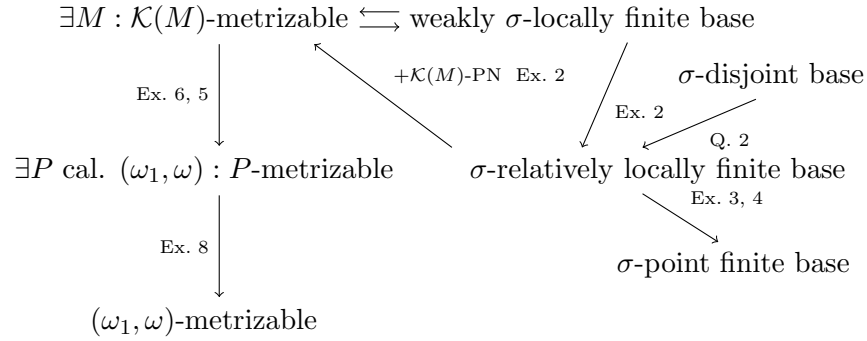 ∃M : 𝒦(M)-metrizable ⇄ weakly σ-locally finite base
+𝒦(M)-PN Ex. 2
σ-disjoint base
Ex. 6, 5
Ex. 2
Q. 2
∃P cal. (ω₁, ω) : P-metrizable
σ-relatively locally finite base
Ex. 3, 4
Ex. 8
σ-point finite base
(ω₁, ω)-metrizable